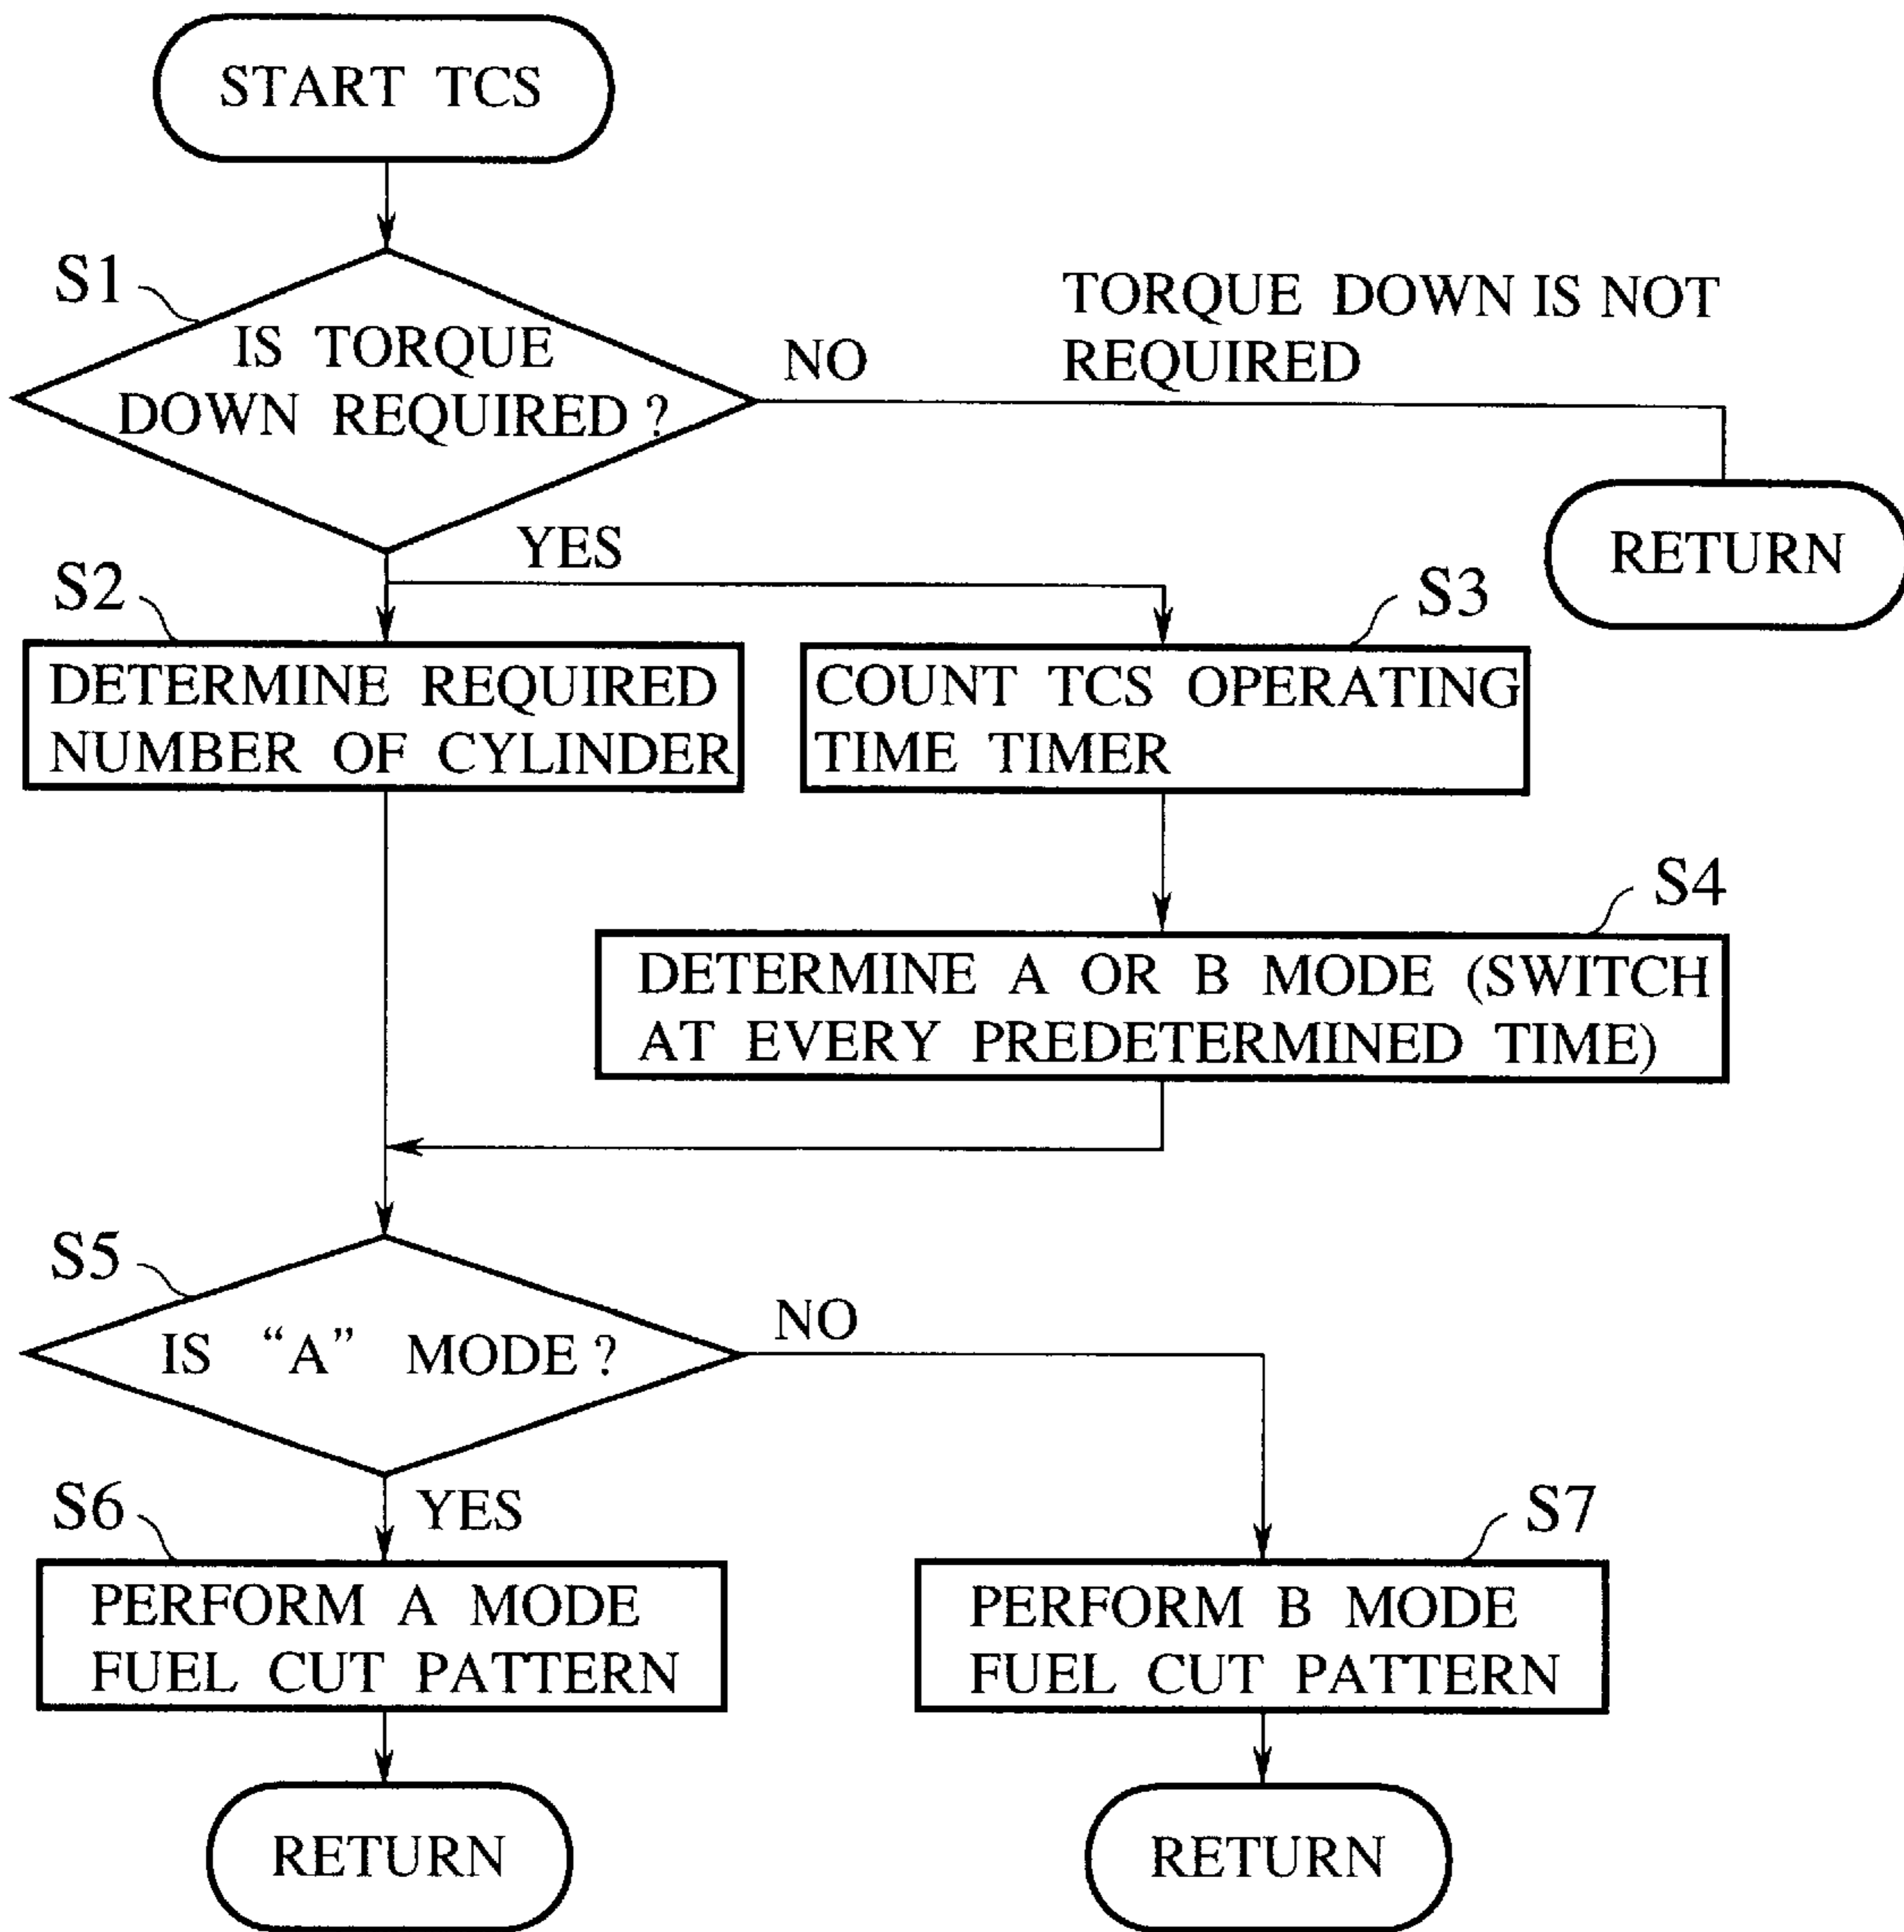 START TCS
S1
IS TORQUE
DOWN REQUIRED ?
NO
TORQUE DOWN IS NOT
REQUIRED
RETURN
YES
S2
DETERMINE REQUIRED
NUMBER OF CYLINDER
S3
COUNT TCS OPERATING
TIME TIMER
S4
DETERMINE A OR B MODE (SWITCH
AT EVERY PREDETERMINED TIME)
S5
IS “A” MODE ?
NO
YES
S6
PERFORM A MODE
FUEL CUT PATTERN
S7
PERFORM B MODE
FUEL CUT PATTERN
RETURN
RETURN